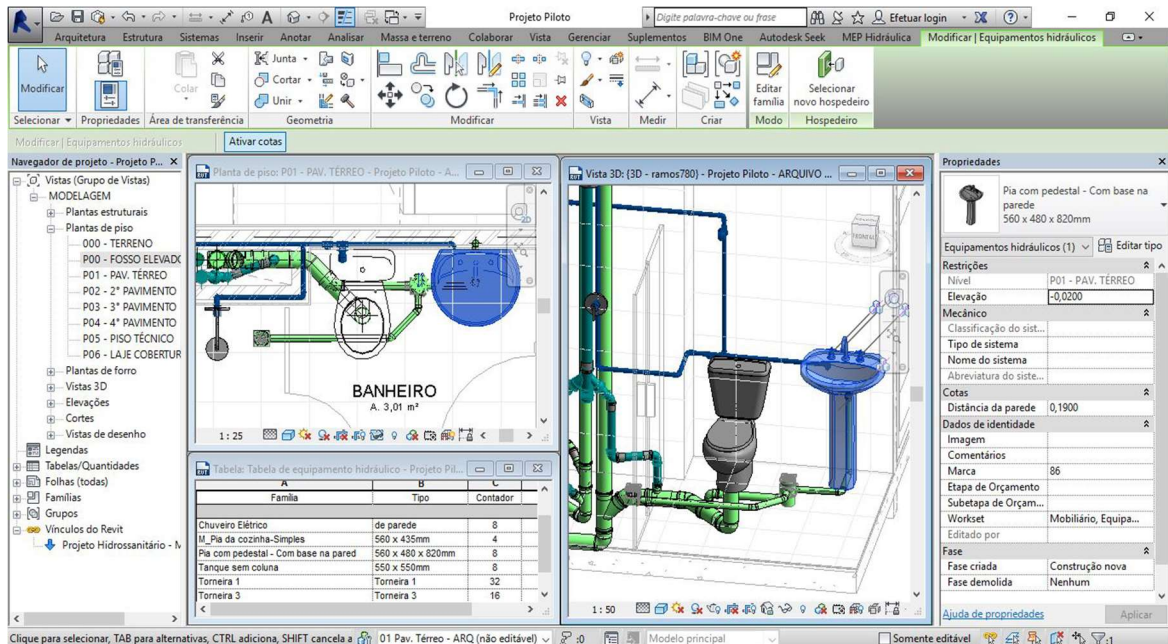 Projeto Piloto
Digite palavra-chave ou frase
Efetuar login
Arquitetura Estrutura Sistemas Inserir Anotar Analisar Massa e terreno Colaborar Vista Gerenciar Suplementos BIM One Autodesk Seek MEP Hidráulica Modificar | Equipamentos hidráulicos
Modificar
Colar
Junta
Cortar
Unir
Editar família
Selecionar novo hospedeiro
Selecionar Propriedades Área de transferência Geometria Modificar Vista Medir Criar Modo Hospedeiro
Modificar | Equipamentos hidráulicos
Ativar cotas
Navegador de projeto - Projeto P...
Vistas (Grupo de Vistas)
MODELAGEM
Plantas estruturais
Plantas de piso
000 - TERRENO
P00 - FOSSO ELEVADO
P01 - PAV. TÉRREO
P02 - 2° PAVIMENTO
P03 - 3° PAVIMENTO
P04 - 4° PAVIMENTO
P05 - PISO TÉCNICO
P06 - LAJE COBERTUR
Plantas de forro
Vistas 3D
Elevações
Cortes
Vistas de desenho
Legendas
Tabelas/Quantidades
Folhas (todas)
Famílias
Grupos
Vínculos do Revit
Projeto Hidrossanitário - M
Planta de piso: P01 - PAV. TÉRREO - Projeto Piloto - A...
2D
BANHEIRO
A. 3,01 m²
1 : 25
Tabela: Tabela de equipamento hidráulico - Projeto Pil...
A B C
Família Tipo Contador
Chuveiro Elétrico de parede 8
M_Pia da cozinha-Simples 560 x 435mm 4
Pia com pedestal - Com base na pared 560 x 480 x 820mm 8
Tanque sem coluna 550 x 550mm 8
Torneira 1 Torneira 1 32
Torneira 3 Torneira 3 16
Vista 3D: {3D - ramos780} - Projeto Piloto - ARQUIVO ...
1 : 50
Propriedades
Pia com pedestal - Com base na parede
560 x 480 x 820mm
Equipamentos hidráulicos (1)
Editar tipo
Restrições
Nível P01 - PAV. TÉRREO
Elevação -0,0200
Mecânico
Classificação do sist...
Tipo de sistema
Nome do sistema
Abreviatura do siste...
Cotas
Distância da parede 0,1900
Dados de identidade
Imagem
Comentários
Marca 86
Etapa de Orçamento
Subetapa de Orçam...
Workset Mobiliário, Equipa...
Editado por
Fase
Fase criada Construção nova
Fase demolida Nenhum
Ajuda de propriedades
Aplicar
Clique para selecionar, TAB para alternativas, CTRL adiciona, SHIFT cancela a
01 Pav. Térreo - ARQ (não editável)
:0
Modelo principal
Somente editável
:1